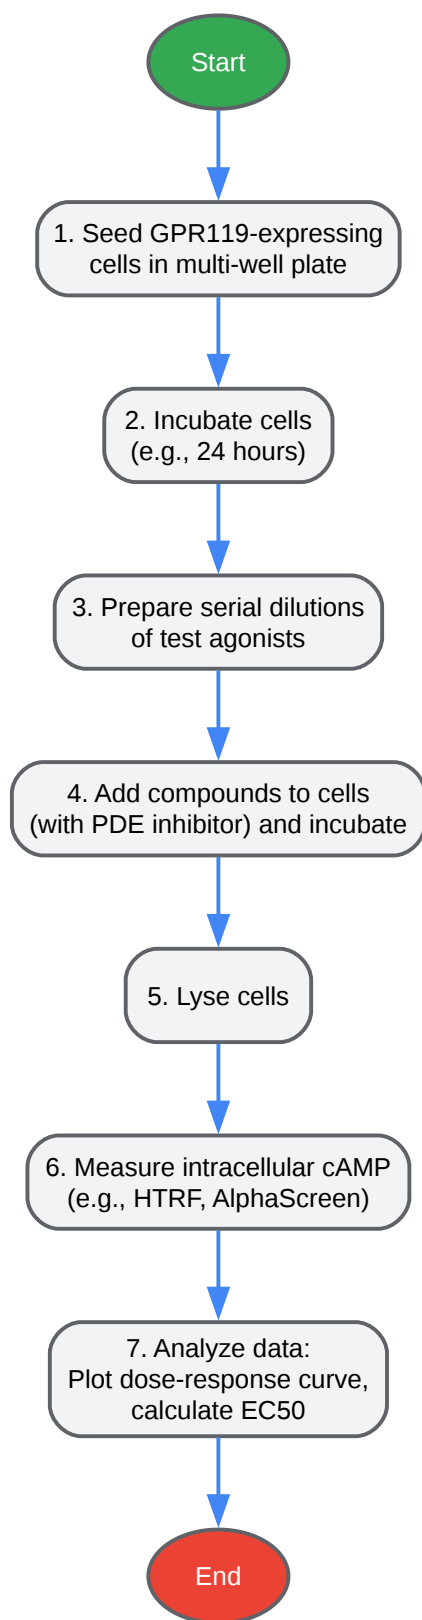 Start
1. Seed GPR119-expressing
cells in multi-well plate
2. Incubate cells
(e.g., 24 hours)
3. Prepare serial dilutions
of test agonists
4. Add compounds to cells
(with PDE inhibitor) and incubate
5. Lyse cells
6. Measure intracellular cAMP
(e.g., HTRF, AlphaScreen)
7. Analyze data:
Plot dose-response curve,
calculate EC50
End